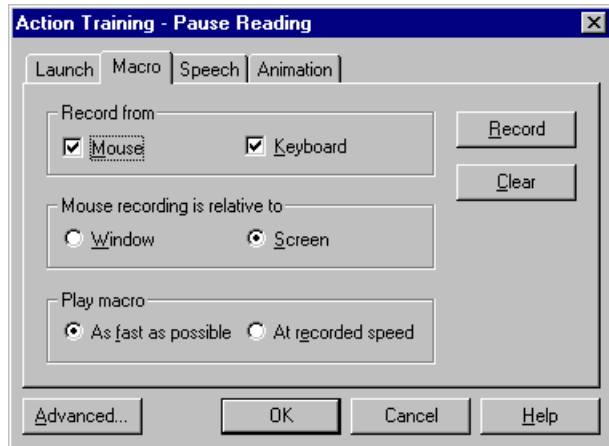 Action Training - Pause Reading
Launch Macro Speech Animation
Record from
Mouse Keyboard
Record
Clear
Mouse recording is relative to
Window Screen
Play macro
As fast as possible At recorded speed
Advanced... OK Cancel Help